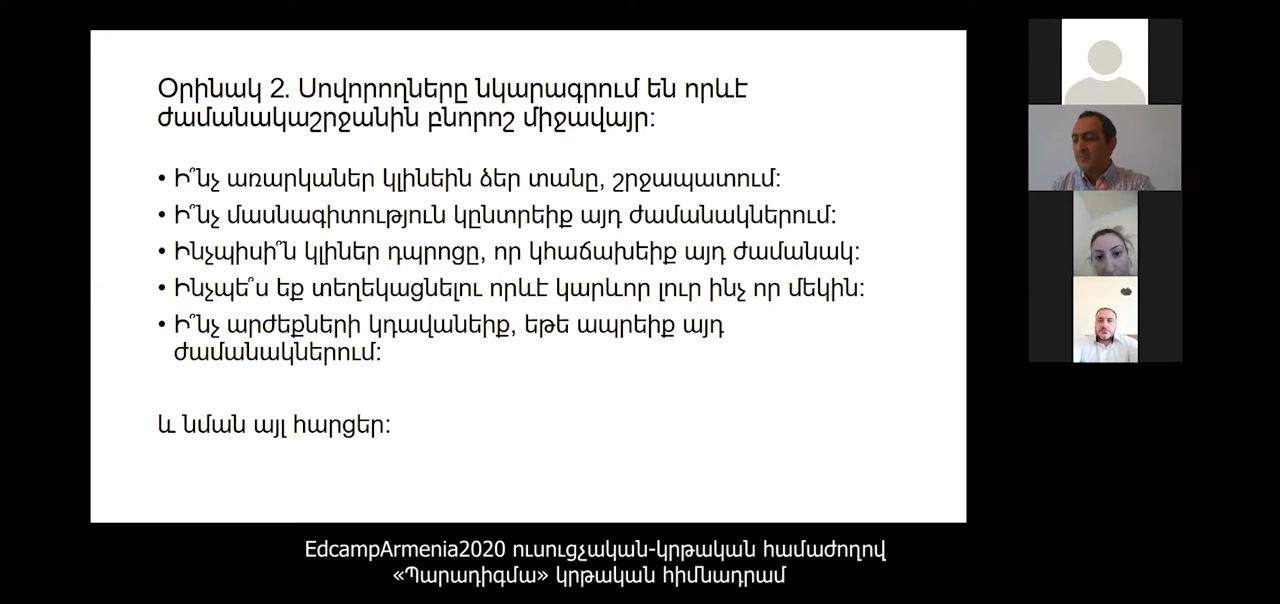 Օրինակ 2. Սովորողները նկարագրում են որևէ
ժամանակաշրջանին բնորոշ միջավայր:
• Ի՞նչ առարկաներ կլինեին ձեր տանը, շրջապատում:
• Ի՞նչ մասնագիտություն կընտրեիք այդ ժամանակներում:
• Ինչպիսի՞ն կլիներ դպրոցը, որ կհաճախեիք այդ ժամանակ:
• Ինչպե՞ս եք տեղեկացնելու որևէ կարևոր լուր ինչ որ մեկին:
• Ի՞նչ արժեքների կդավանեիք, եթե ապրեիք այդ
ժամանակներում:
և նման այլ հարցեր:
EdcampArmenia2020 ուսուցչական-կրթական համաժողով
«Պարադիգմա» կրթական հիմնադրամ